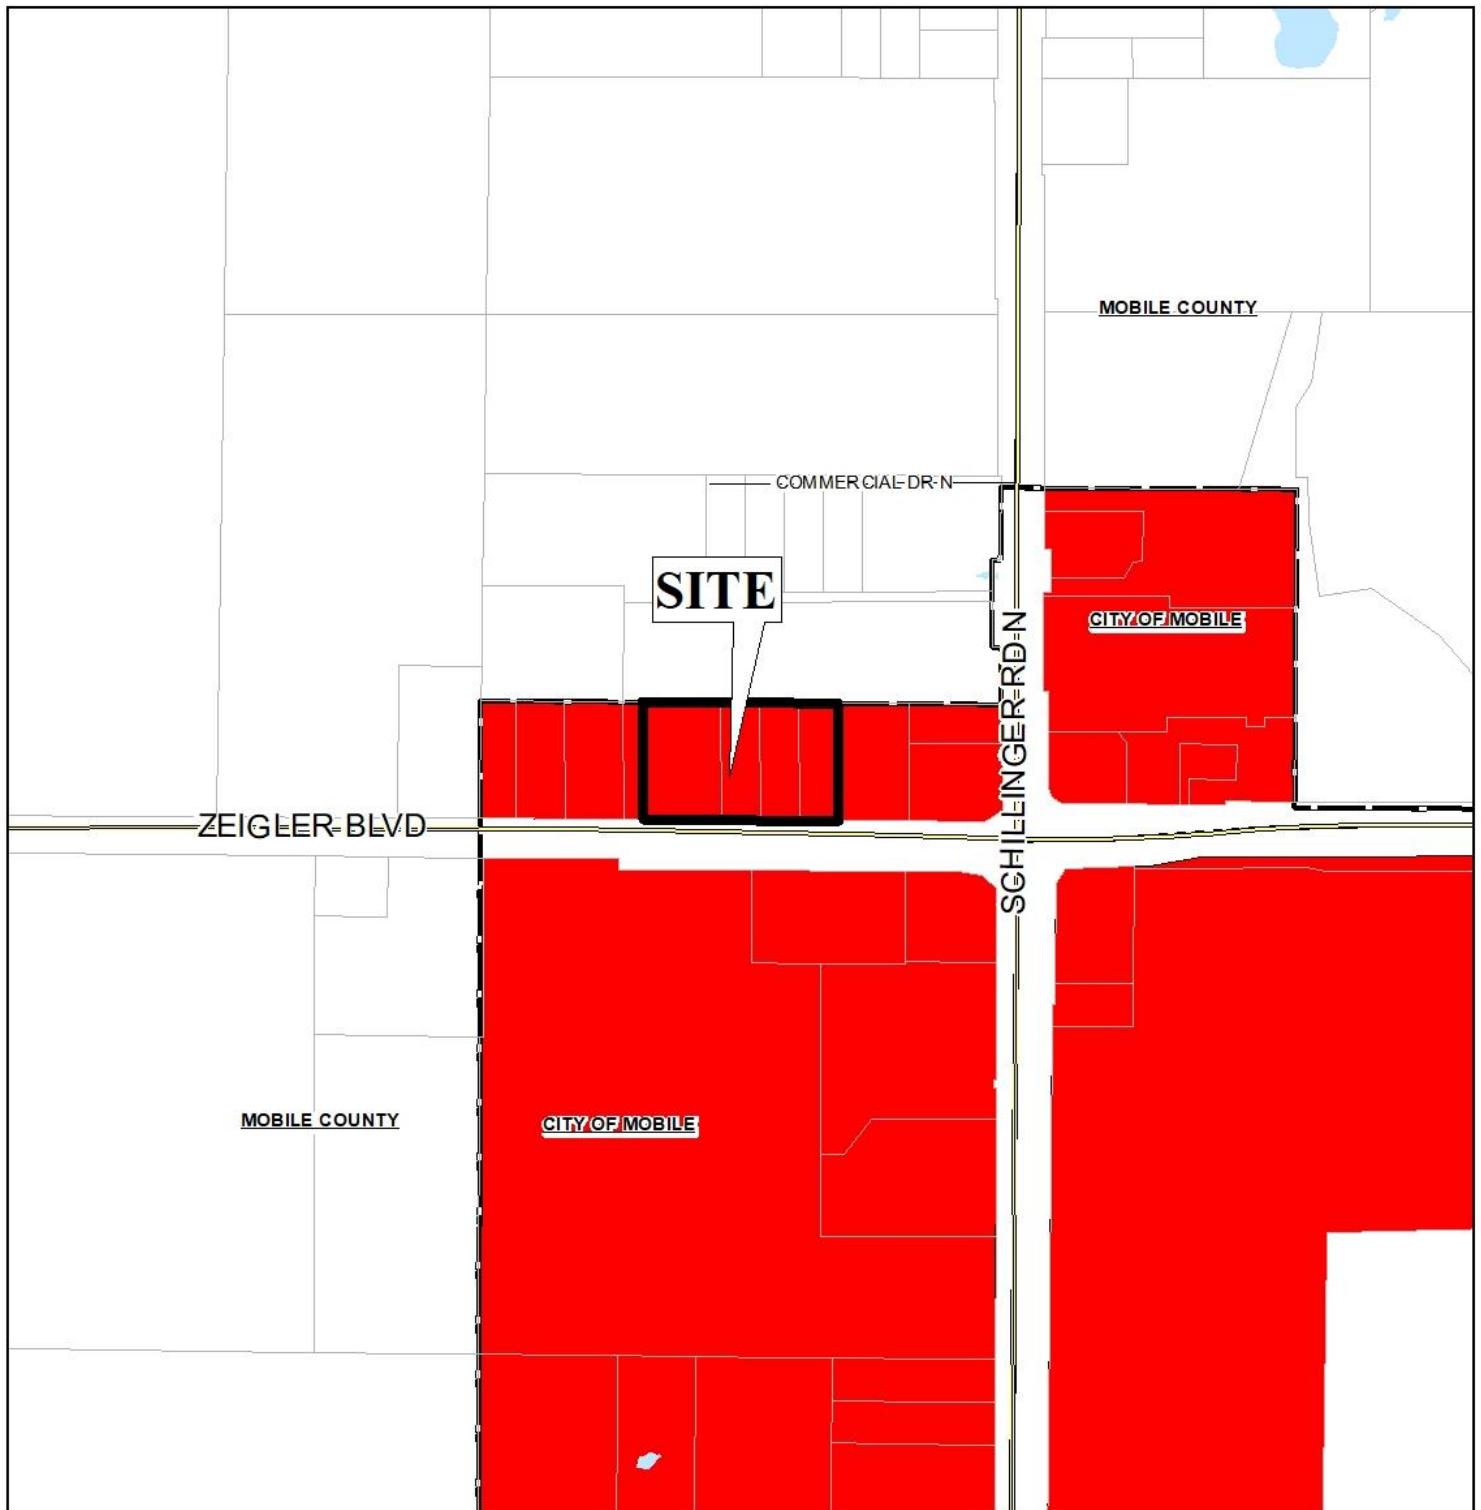 MOBILE COUNTY
COMMERCIAL DR N
SITE
CITY OF MOBILE
SCHILLINGER RD N
ZEIGLER BLVD
MOBILE COUNTY
CITY OF MOBILE